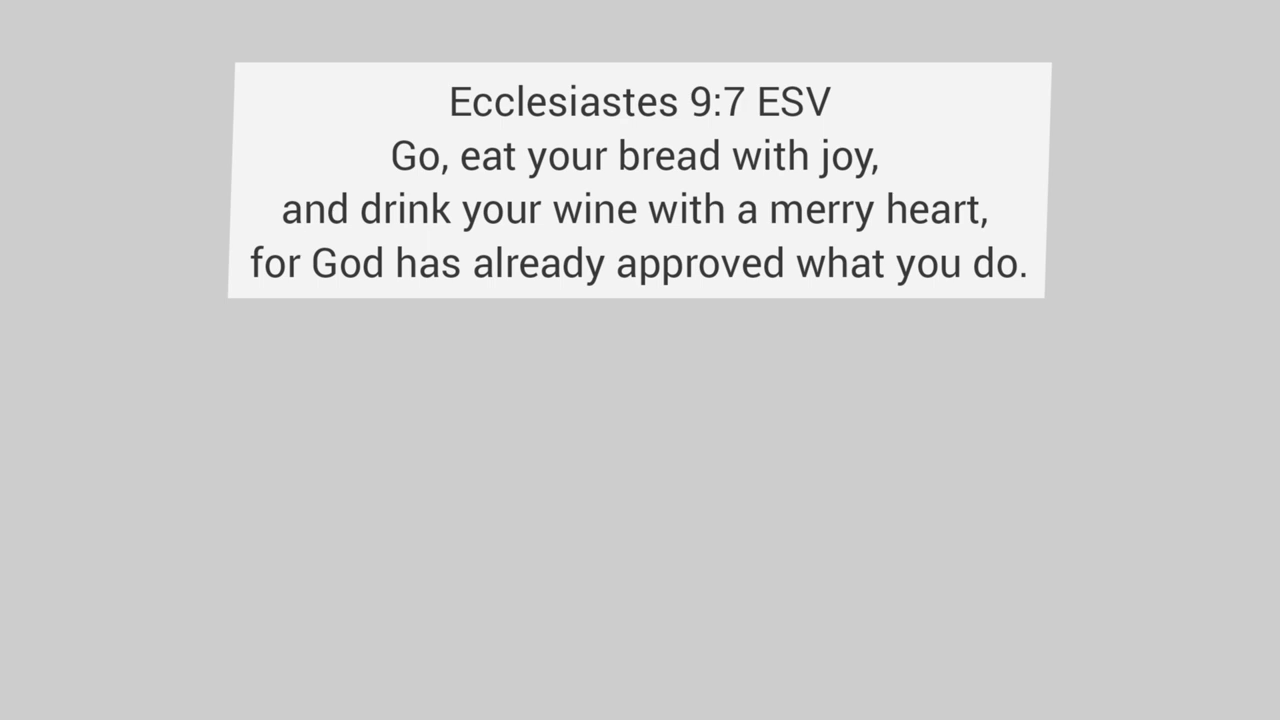 Ecclesiastes 9:7 ESV
Go, eat your bread with joy,
and drink your wine with a merry heart,
for God has already approved what you do.